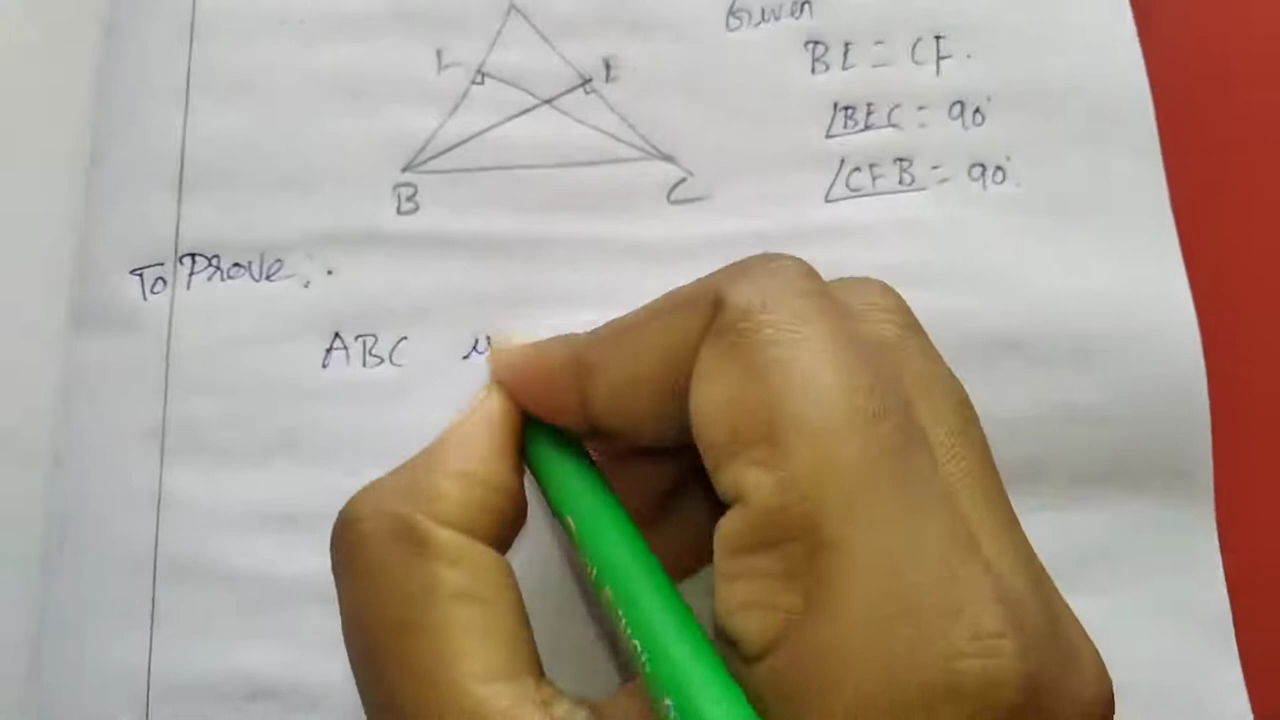 Given
BE = CF.
F E
∠BEC = 90°
∠CFB = 90°.
B C
To Prove :.
ABC